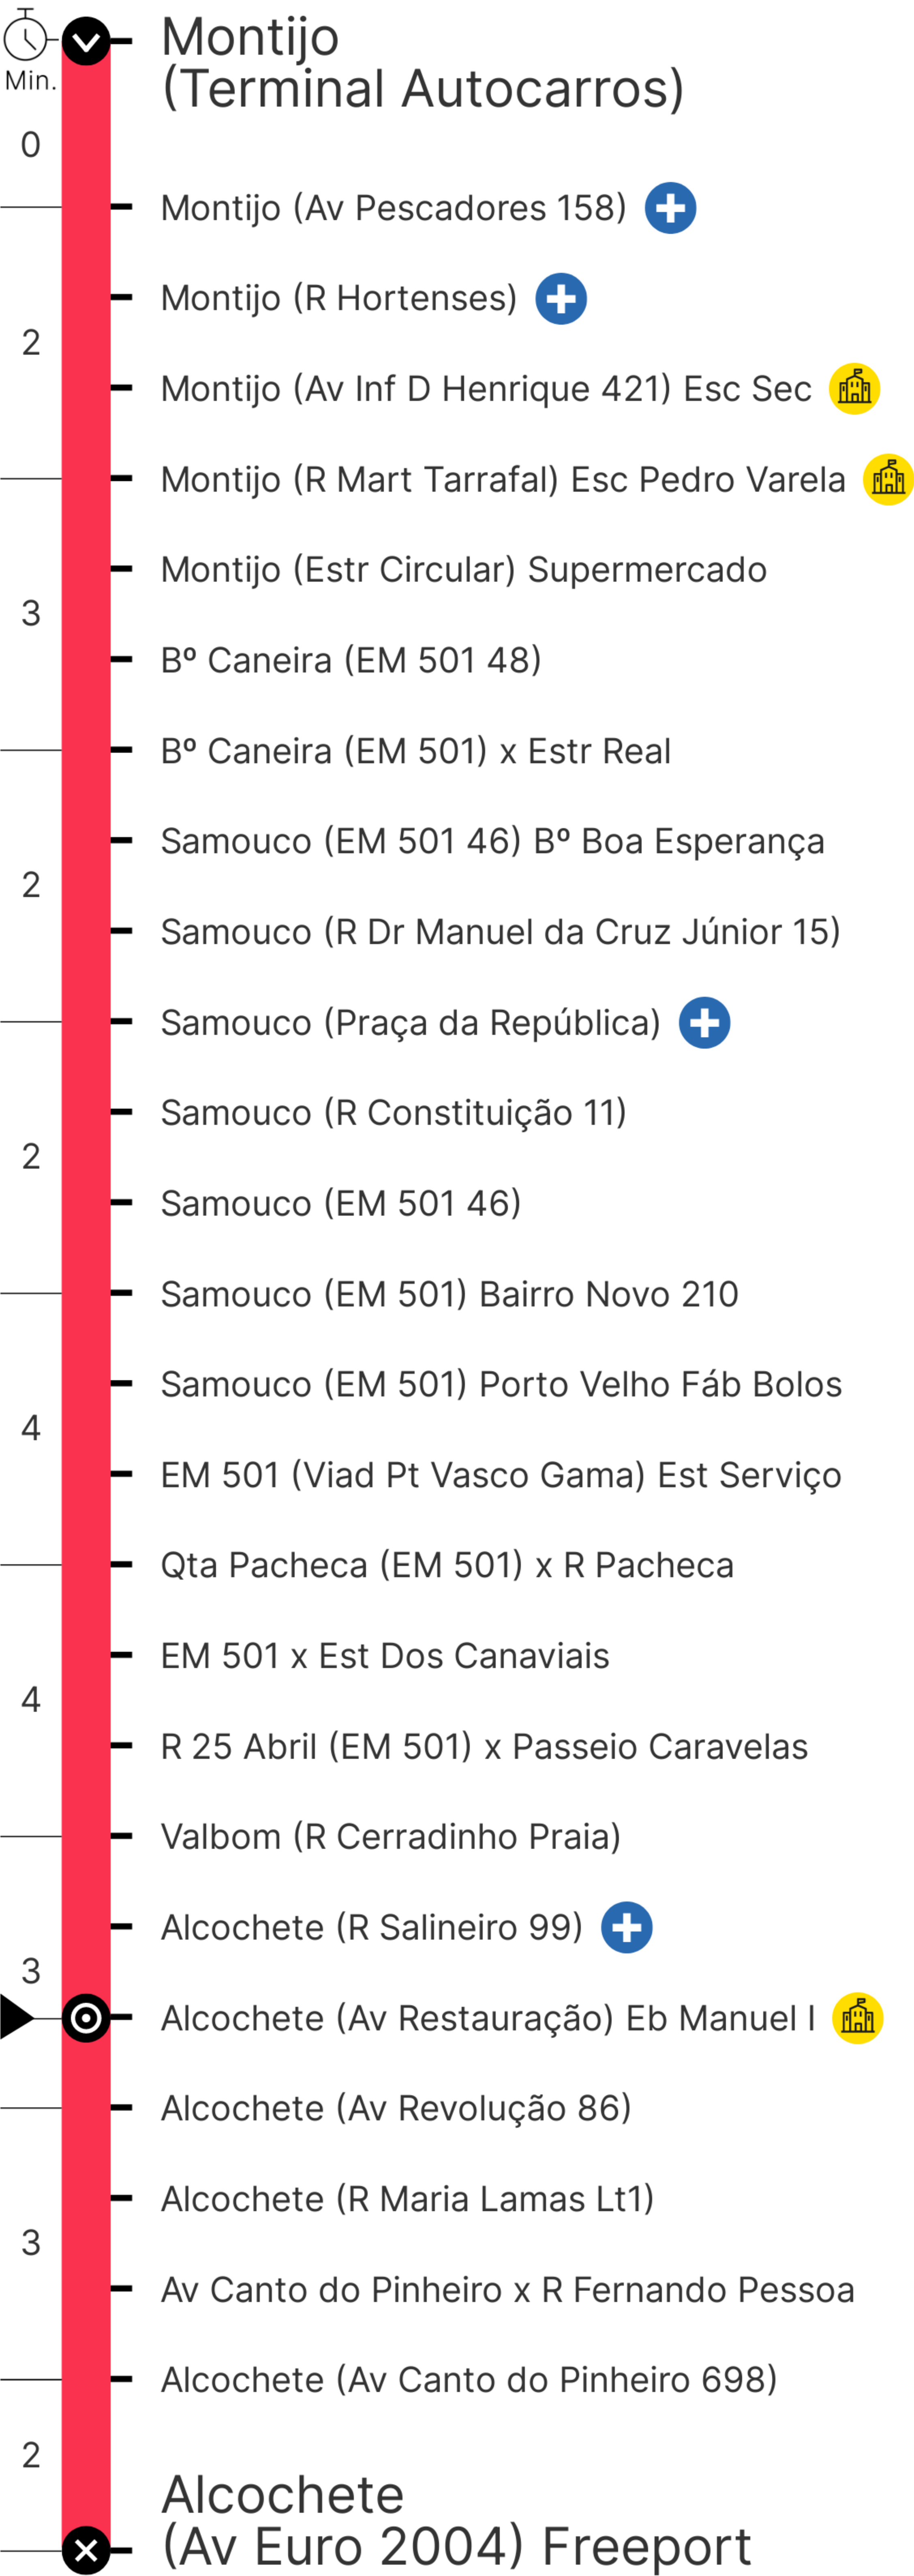 Montijo
(Terminal Autocarros)
Min.
0
Montijo (Av Pescadores 158)
Montijo (R Hortenses)
2
Montijo (Av Inf D Henrique 421) Esc Sec
Montijo (R Mart Tarrafal) Esc Pedro Varela
Montijo (Estr Circular) Supermercado
3
Bº Caneira (EM 501 48)
Bº Caneira (EM 501) x Estr Real
Samouco (EM 501 46) Bº Boa Esperança
2
Samouco (R Dr Manuel da Cruz Júnior 15)
Samouco (Praça da República)
Samouco (R Constituição 11)
2
Samouco (EM 501 46)
Samouco (EM 501) Bairro Novo 210
Samouco (EM 501) Porto Velho Fáb Bolos
4
EM 501 (Viad Pt Vasco Gama) Est Serviço
Qta Pacheca (EM 501) x R Pacheca
EM 501 x Est Dos Canaviais
4
R 25 Abril (EM 501) x Passeio Caravelas
Valbom (R Cerradinho Praia)
Alcochete (R Salineiro 99)
3
Alcochete (Av Restauração) Eb Manuel I
Alcochete (Av Revolução 86)
Alcochete (R Maria Lamas Lt1)
3
Av Canto do Pinheiro x R Fernando Pessoa
Alcochete (Av Canto do Pinheiro 698)
2
Alcochete
(Av Euro 2004) Freeport